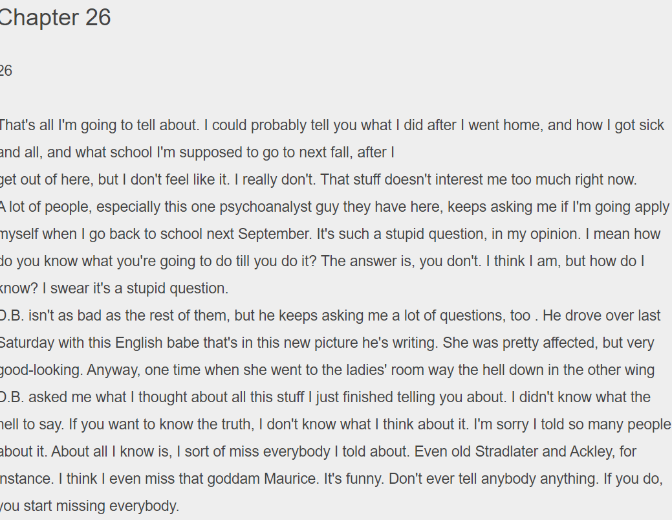 Chapter 26
26
That's all I'm going to tell about. I could probably tell you what I did after I went home, and how I got sick
and all, and what school I'm supposed to go to next fall, after I
get out of here, but I don't feel like it. I really don't. That stuff doesn't interest me too much right now.
A lot of people, especially this one psychoanalyst guy they have here, keeps asking me if I'm going apply
myself when I go back to school next September. It's such a stupid question, in my opinion. I mean how
do you know what you're going to do till you do it? The answer is, you don't. I think I am, but how do I
know? I swear it's a stupid question.
D.B. isn't as bad as the rest of them, but he keeps asking me a lot of questions, too . He drove over last
Saturday with this English babe that's in this new picture he's writing. She was pretty affected, but very
good-looking. Anyway, one time when she went to the ladies' room way the hell down in the other wing
D.B. asked me what I thought about all this stuff I just finished telling you about. I didn't know what the
hell to say. If you want to know the truth, I don't know what I think about it. I'm sorry I told so many people
about it. About all I know is, I sort of miss everybody I told about. Even old Stradlater and Ackley, for
instance. I think I even miss that goddam Maurice. It's funny. Don't ever tell anybody anything. If you do,
you start missing everybody.